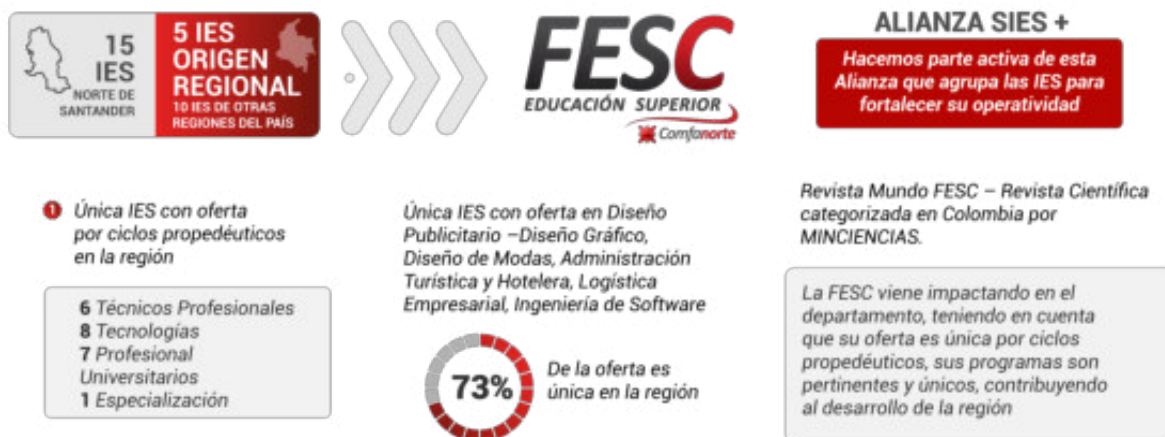 15
IES
NORTE DE
SANTANDER
5 IES
ORIGEN
REGIONAL
10 IES DE OTRAS
REGIONES DEL PAÍS
FESC
EDUCACIÓN SUPERIOR
Comfanorte
ALIANZA SIES +
Hacemos parte activa de esta
Alianza que agrupa las IES para
fortalecer su operatividad
1 Única IES con oferta
por ciclos propedéuticos
en la región
6 Técnicos Profesionales
8 Tecnologías
7 Profesional
Universitarios
1 Especialización
Única IES con oferta en Diseño
Publicitario –Diseño Gráfico,
Diseño de Modas, Administración
Turística y Hotelera, Logística
Empresarial, Ingeniería de Software
73%
De la oferta es
única en la región
Revista Mundo FESC – Revista Científica
categorizada en Colombia por
MINCIENCIAS.
La FESC viene impactando en el
departamento, teniendo en cuenta
que su oferta es única por ciclos
propedéuticos, sus programas son
pertinentes y únicos, contribuyendo
al desarrollo de la región